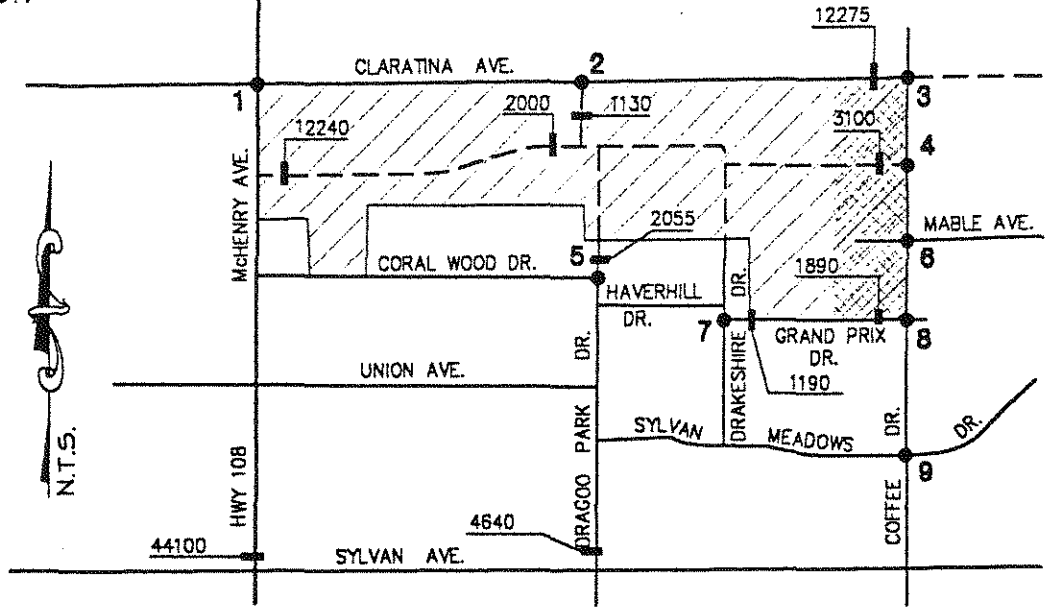 12275
CLARATINA AVE.
2
1
3
2000
1130
12240
3100
4
McHENRY AVE.
2055
MABLE AVE.
5
6
CORAL WOOD DR.
1890
HAVERHILL
DR.
DR.
7
8
GRAND PRIX
DR.
UNION AVE.
1190
DRAKESHIRE
DR.
SYLVAN
MEADOWS
DR.
DR.
9
N.T.S.
HWY 108
DRAGOO PARK
COFFEE
4640
44100
SYLVAN AVE.